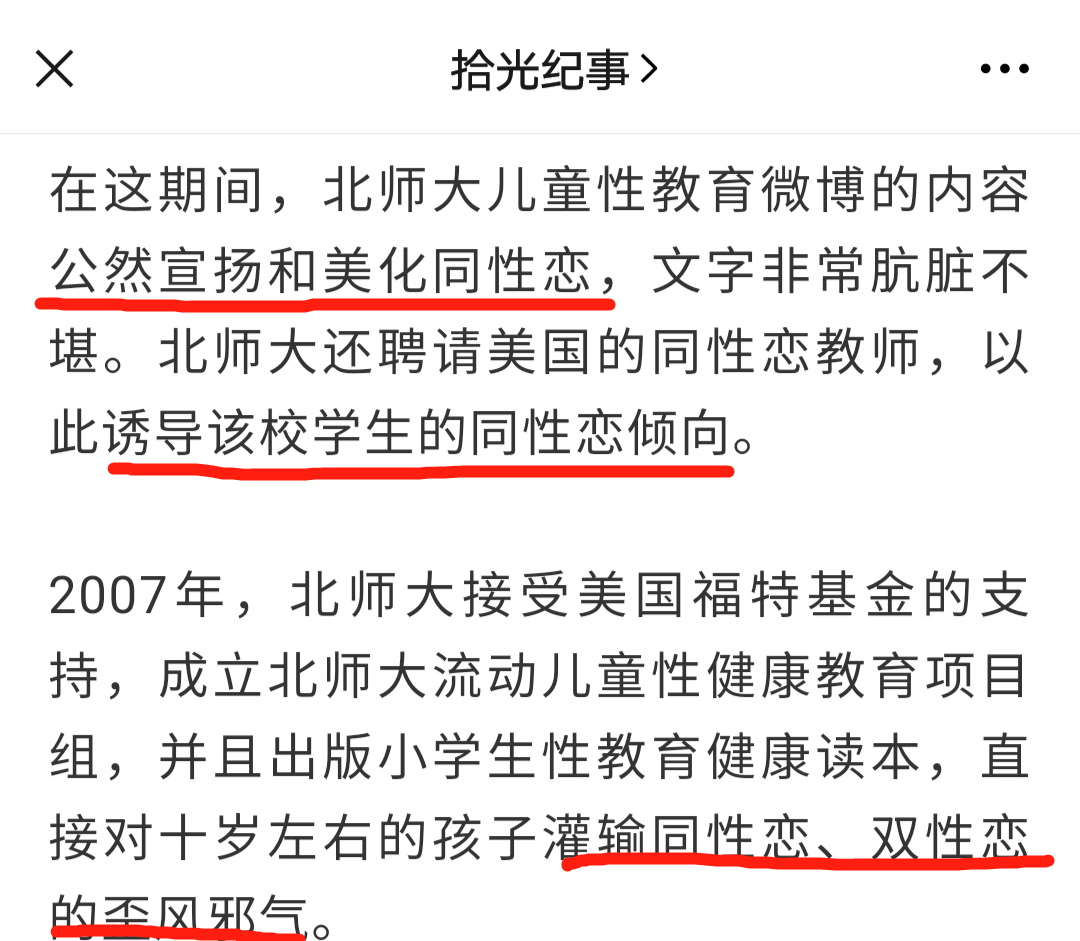 拾光纪事
在这期间，北师大儿童性教育微博的内容
公然宣扬和美化同性恋，文字非常肮脏不
堪。北师大还聘请美国的同性恋教师，以
此诱导该校学生的同性恋倾向。
2007年，北师大接受美国福特基金的支
持，成立北师大流动儿童性健康教育项目
组，并且出版小学生性教育健康读本，直
接对十岁左右的孩子灌输同性恋、双性恋
的歪风邪气。